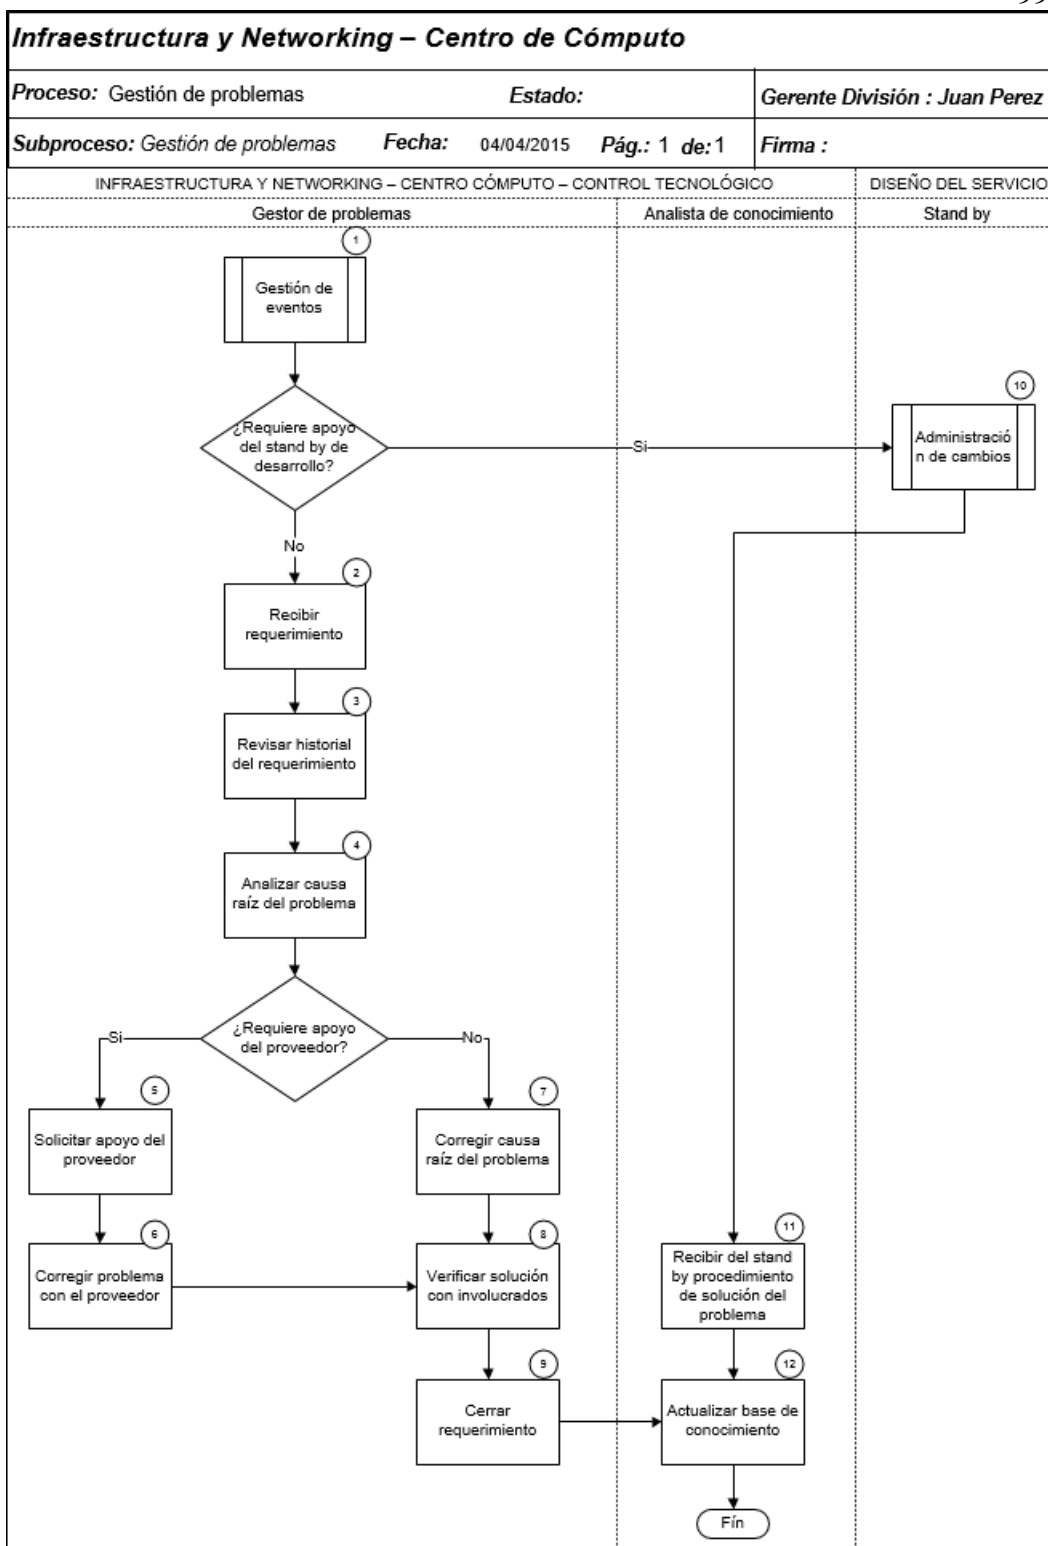 Infraestructura y Networking – Centro de Cómputo
Proceso: Gestión de problemas Estado: Gerente División : Juan Perez
Subproceso: Gestión de problemas Fecha: 04/04/2015 Pág.: 1 de: 1 Firma :
INFRAESTRUCTURA Y NETWORKING – CENTRO CÓMPUTO – CONTROL TECNOLÓGICO DISEÑO DEL SERVICIO
Gestor de problemas Analista de conocimiento Stand by
1
Gestión de
eventos
¿Requiere apoyo
del stand by de
desarrollo?
Si
10
Administració
n de cambios
No
2
Recibir
requerimiento
3
Revisar historial
del requerimiento
4
Analizar causa
raíz del problema
¿Requiere apoyo
del proveedor?
Si
No
5
Solicitar apoyo del
proveedor
7
Corregir causa
raíz del problema
6
Corregir problema
con el proveedor
8
Verificar solución
con involucrados
11
Recibir del stand
by procedimiento
de solución del
problema
9
Cerrar
requerimiento
12
Actualizar base de
conocimiento
Fín